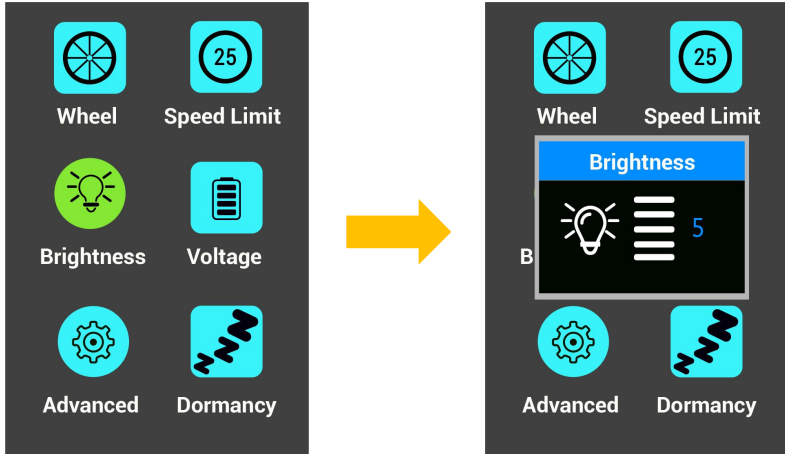 25
Wheel Speed Limit
Brightness Voltage
Advanced Dormancy
25
Wheel Speed Limit
Brightness
5
B
Advanced Dormancy